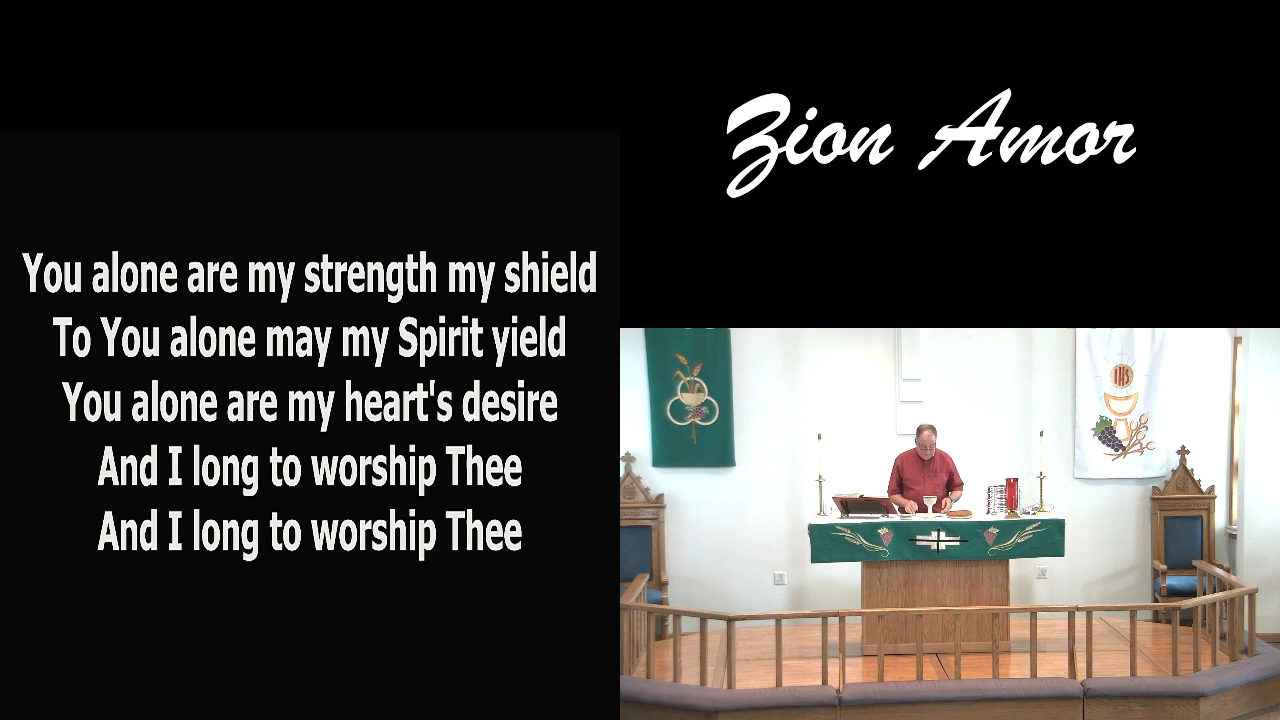 Zion Amor
You alone are my strength my shield
To You alone may my Spirit yield
You alone are my heart's desire
And I long to worship Thee
And I long to worship Thee
IHS